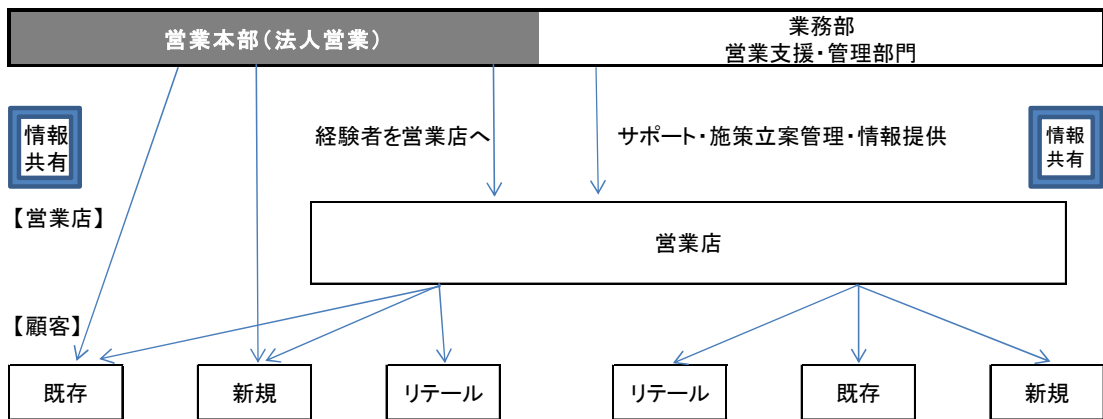 営業本部（法人営業）
業務部
営業支援・管理部門
情報
共有
経験者を営業店へ
サポート・施策立案管理・情報提供
情報
共有
【営業店】
営業店
【顧客】
既存
新規
リテール
リテール
既存
新規